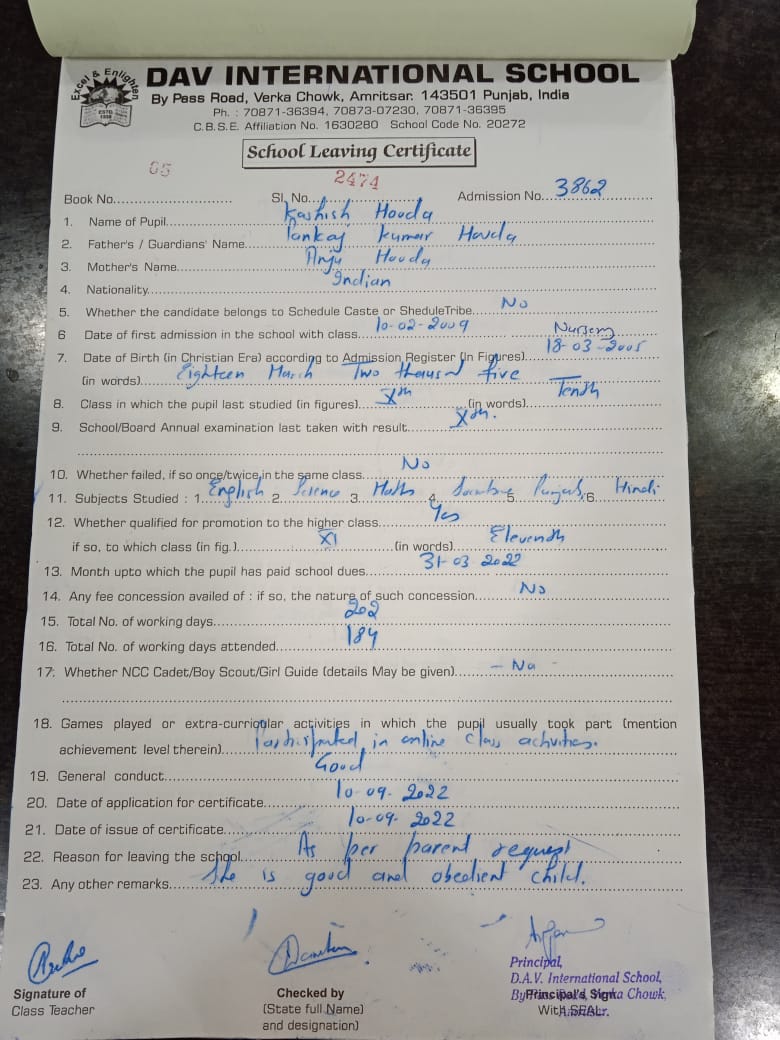 Excel & Enlighten
ESTD.
DAV INTERNATIONAL SCHOOL
By Pass Road, Verka Chowk, Amritsar. 143501 Punjab, India
Ph. : 70871-36394, 70873-07230, 70871-36395
C.B.S.E. Affiliation No. 1630280 School Code No. 20272
School Leaving Certificate
Book No. 05 Sl. No. 2474 Admission No. 3862
1. Name of Pupil Kashish Hooda
2. Father's / Guardians' Name Pankaj Kumar Hooda
3. Mother's Name Anju Hooda
4. Nationality Indian
5. Whether the candidate belongs to Schedule Caste or SheduleTribe No
6 Date of first admission in the school with class 10-02-2009 Nursery
7. Date of Birth (in Christian Era) according to Admission Register (In Figures) 18-03-2005
(in words) Eighteen March Two thousand five
8. Class in which the pupil last studied (in figures) Xth (in words) Tenth
9. School/Board Annual examination last taken with result Xth.
10. Whether failed, if so once/twice in the same class No
11. Subjects Studied : 1. English 2. Science 3. Maths 4. 5. Punjabi 6. Hindi
12. Whether qualified for promotion to the higher class Yes
if so, to which class (in fig.) XI (in words) Eleventh
13. Month upto which the pupil has paid school dues 31-03 2022
14. Any fee concession availed of : if so, the nature of such concession No
15. Total No. of working days 202
16. Total No. of working days attended 184
17. Whether NCC Cadet/Boy Scout/Girl Guide (details May be given) - No -
18. Games played or extra-curricular activities in which the pupil usually took part (mention
achievement level therein) Participated in online class activities.
19. General conduct Good
20. Date of application for certificate 10-09-2022
21. Date of issue of certificate 10-09-2022
22. Reason for leaving the school As per parent request
23. Any other remarks She is good and obedient child.
Principal,
D.A.V. International School,
By Pass Road, Verka Chowk,
Amritsar.
Signature of Checked by Principal's Sign
Class Teacher (State full Name) With SEAL
and designation)